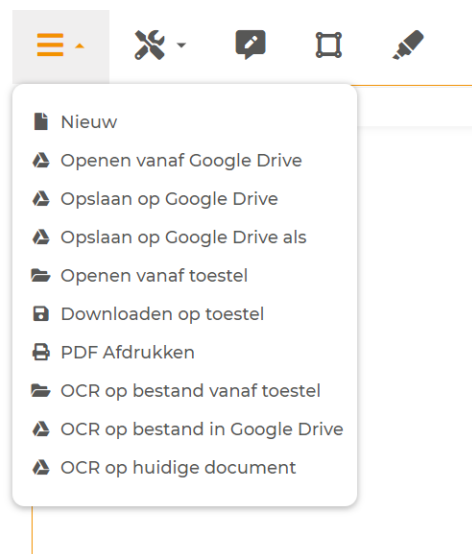 Nieuw
Openen vanaf Google Drive
Opslaan op Google Drive
Opslaan op Google Drive als
Openen vanaf toestel
Downloaden op toestel
PDF Afdrukken
OCR op bestand vanaf toestel
OCR op bestand in Google Drive
OCR op huidige document